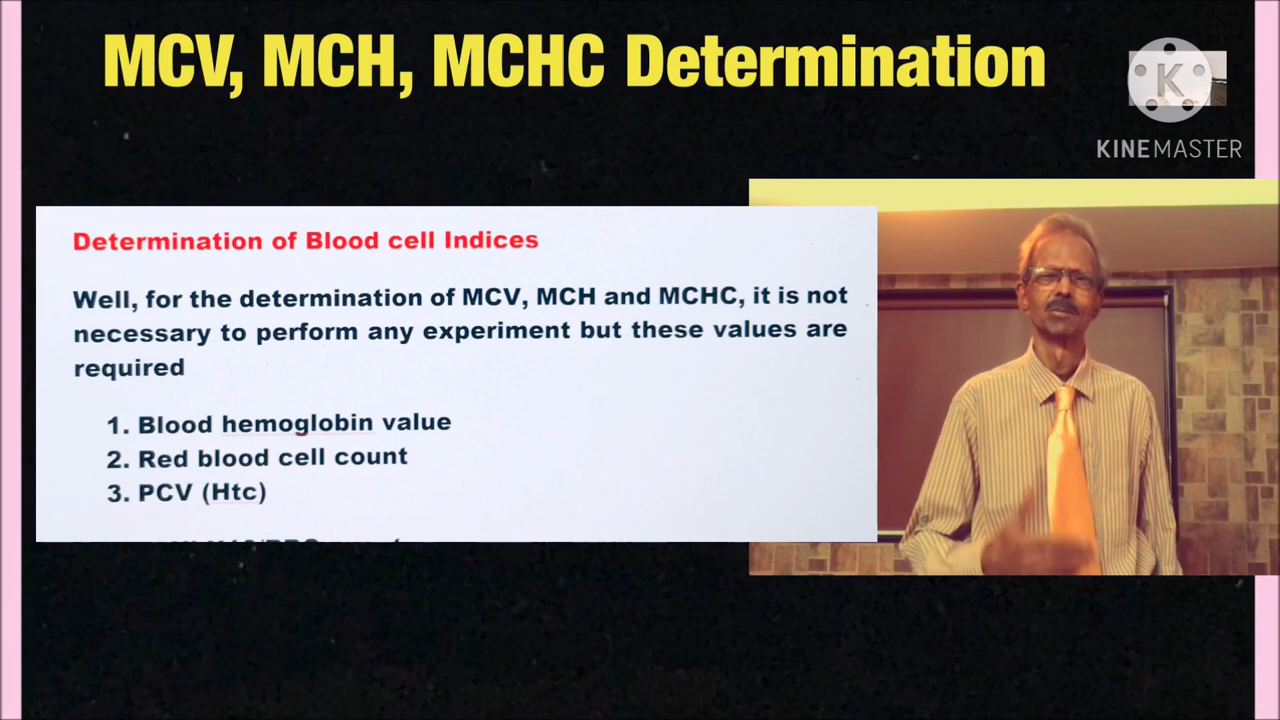 MCV, MCH, MCHC Determination
K
KINEMASTER
Determination of Blood cell Indices
Well, for the determination of MCV, MCH and MCHC, it is not
necessary to perform any experiment but these values are
required
1. Blood hemoglobin value
2. Red blood cell count
3. PCV (Htc)